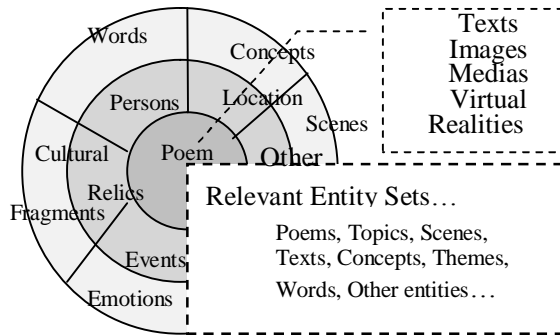 Words
Concepts
Persons
Location
Scenes
Cultural
Poem
Other
Relics
Fragments
Events
Emotions
Texts
Images
Medias
Virtual
Realities
Relevant Entity Sets…
Poems, Topics, Scenes,
Texts, Concepts, Themes,
Words, Other entities…